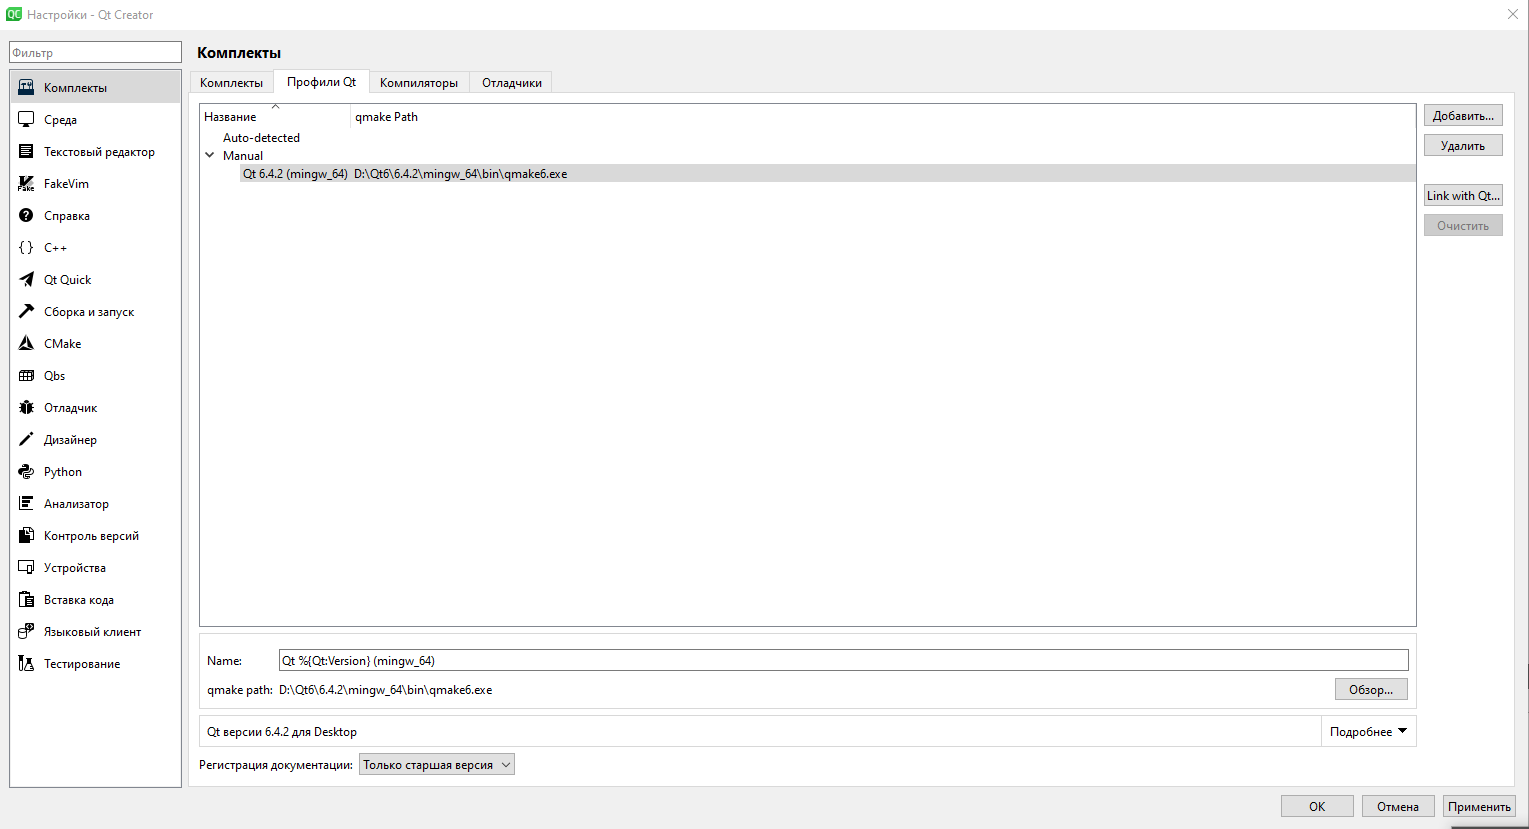 Настройки - Qt Creator
Фильтр
Комплекты
Среда
Текстовый редактор
FakeVim
Справка
C++
Qt Quick
Сборка и запуск
CMake
Qbs
Отладчик
Дизайнер
Python
Анализатор
Контроль версий
Устройства
Вставка кода
Языковый клиент
Тестирование
Комплекты
Комплекты Профили Qt Компиляторы Отладчики
Название qmake Path
Auto-detected
Manual
Qt 6.4.2 (mingw_64) D:\Qt6\6.4.2\mingw_64\bin\qmake6.exe
Добавить...
Удалить
Link with Qt...
Очистить
Name: Qt %{Qt:Version} (mingw_64)
qmake path: D:\Qt6\6.4.2\mingw_64\bin\qmake6.exe Обзор...
Qt версии 6.4.2 для Desktop Подробнее
Регистрация документации: Только старшая версия
OK Отмена Применить